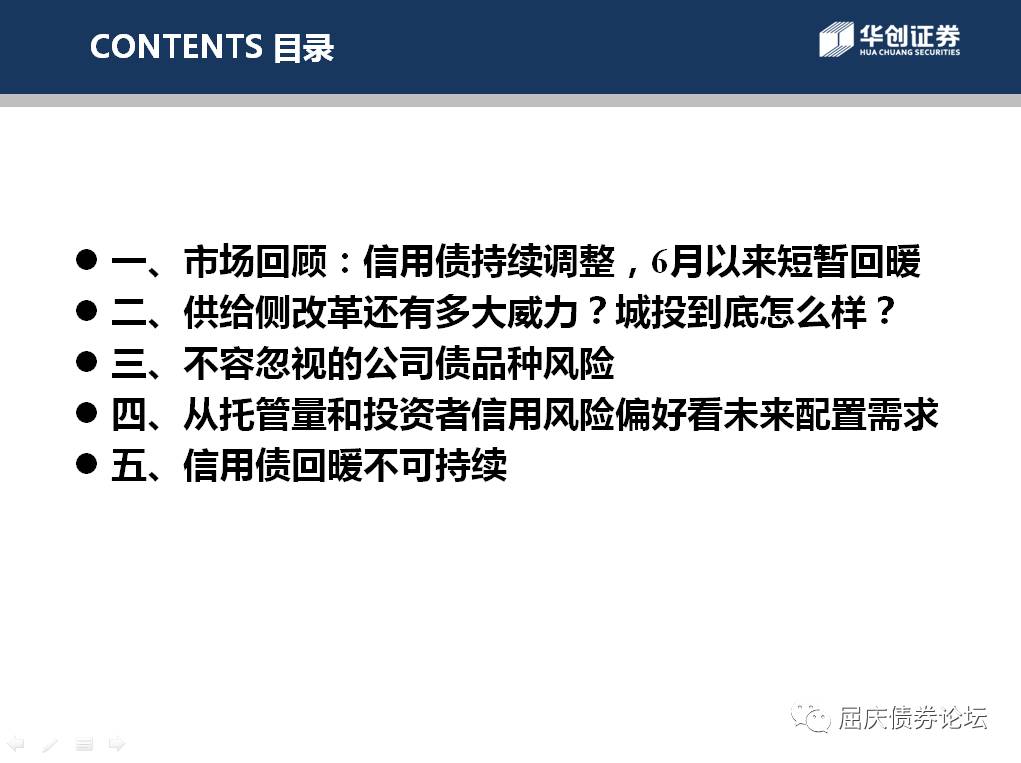 CONTENTS 目录
华创证券
HUA CHUANG SECURITIES
● 一、市场回顾：信用债持续调整，6月以来短暂回暖
● 二、供给侧改革还有多大威力？城投到底怎么样？
● 三、不容忽视的公司债品种风险
● 四、从托管量和投资者信用风险偏好看未来配置需求
● 五、信用债回暖不可持续
屈庆债券论坛